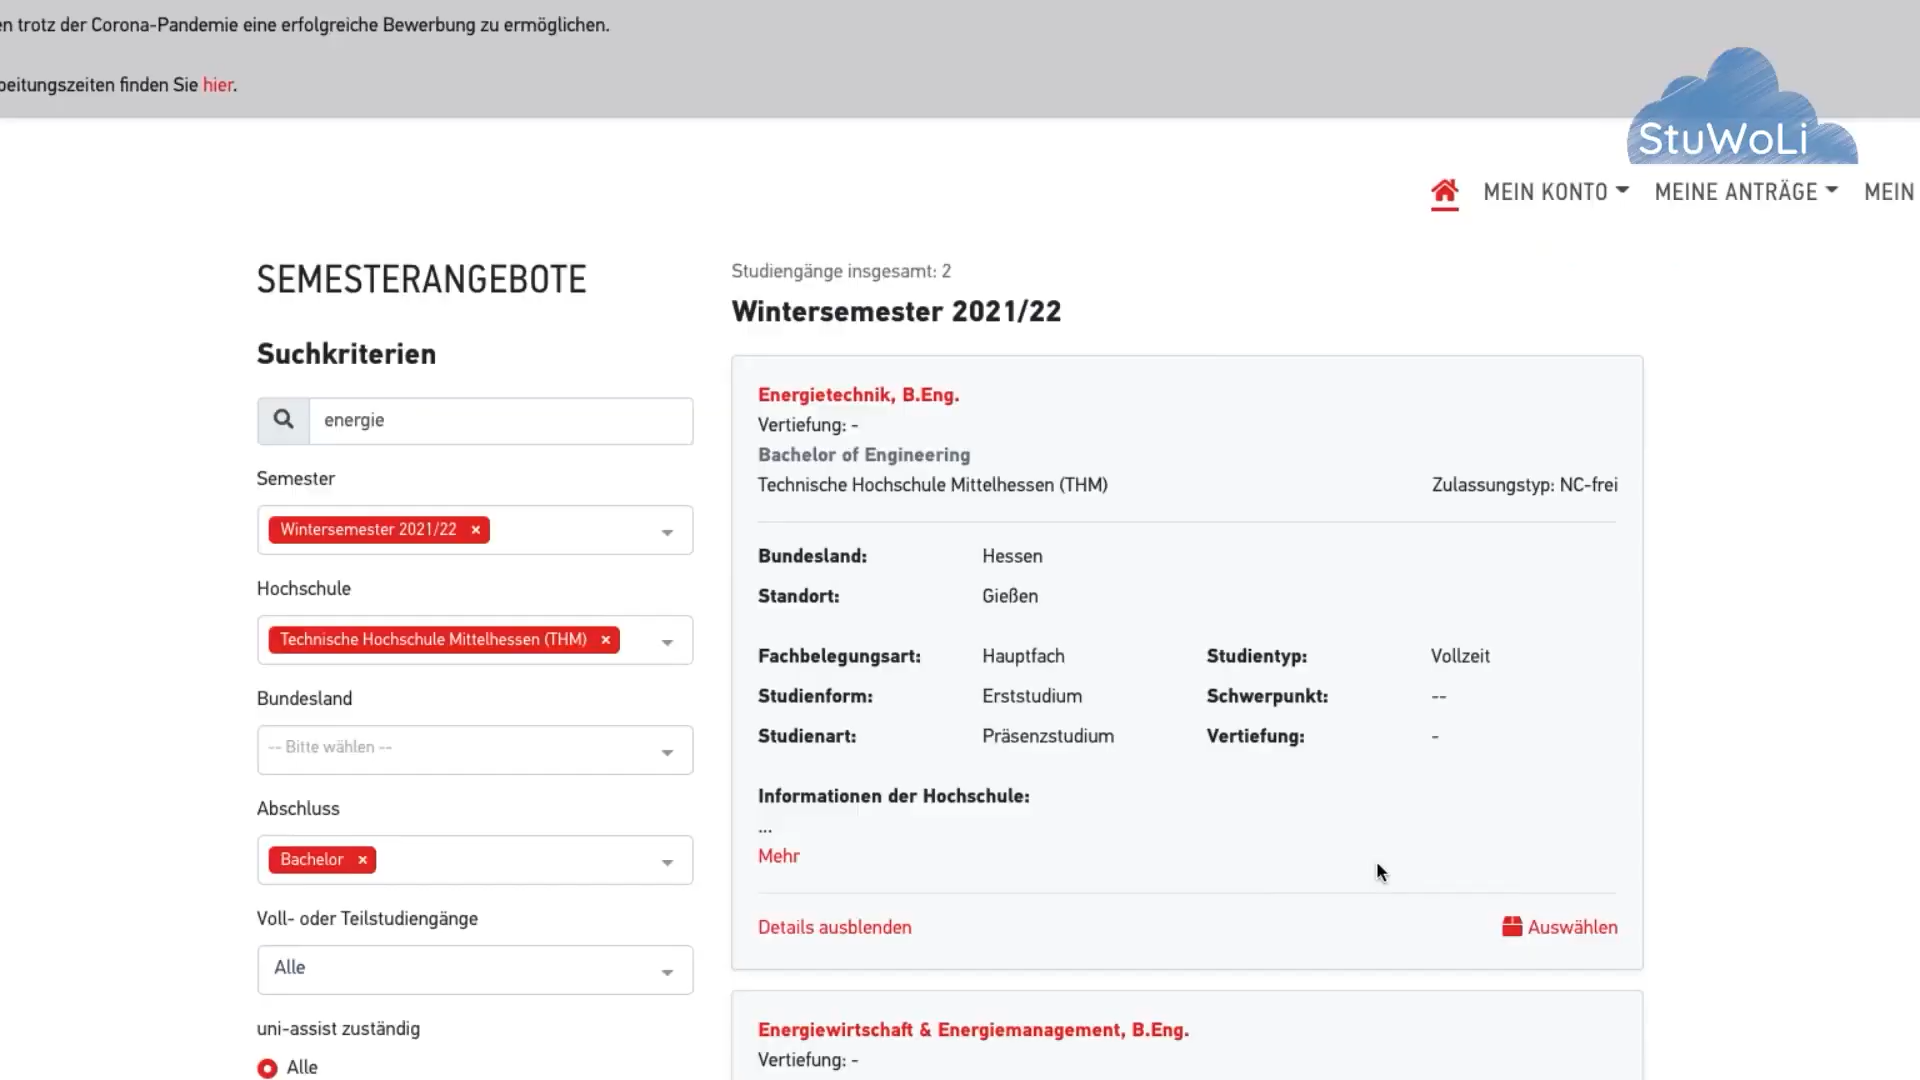 en trotz der Corona-Pandemie eine erfolgreiche Bewerbung zu ermöglichen.
beitungszeiten finden Sie hier.
StuWoLi
MEIN KONTO
MEINE ANTRÄGE
MEIN
SEMESTERANGEBOTE
Suchkriterien
energie
Semester
Wintersemester 2021/22 ×
Hochschule
Technische Hochschule Mittelhessen (THM) ×
Bundesland
-- Bitte wählen --
Abschluss
Bachelor ×
Voll- oder Teilstudiengänge
Alle
uni-assist zuständig
Alle
Studiengänge insgesamt: 2
Wintersemester 2021/22
Energietechnik, B.Eng.
Vertiefung: -
Bachelor of Engineering
Technische Hochschule Mittelhessen (THM) Zulassungstyp: NC-frei
Bundesland: Hessen
Standort: Gießen
Fachbelegungsart: Hauptfach Studientyp: Vollzeit
Studienform: Erststudium Schwerpunkt: --
Studienart: Präsenzstudium Vertiefung: -
Informationen der Hochschule:
...
Mehr
Details ausblenden Auswählen
Energiewirtschaft & Energiemanagement, B.Eng.
Vertiefung: -